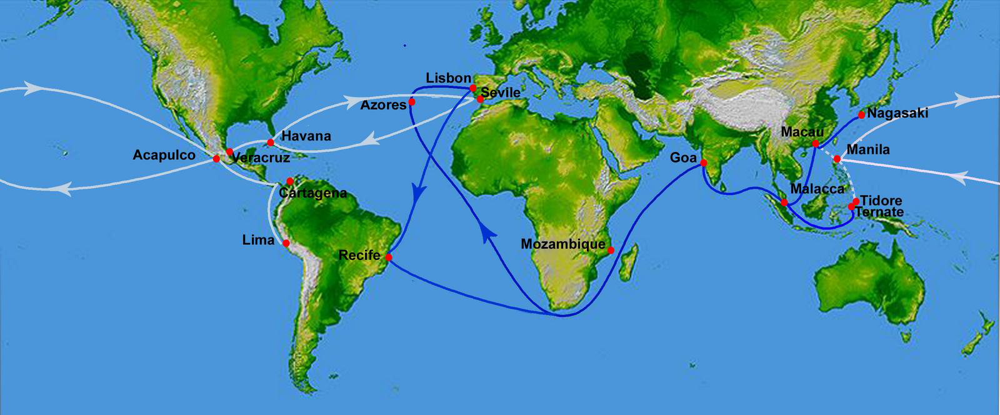 Lisbon
Sevile
Azores
Nagasaki
Macau
Havana
Manila
Acapulco
Veracruz
Goa
Malacca
Cartagena
Tidore
Ternate
Lima
Mozambique
Recife